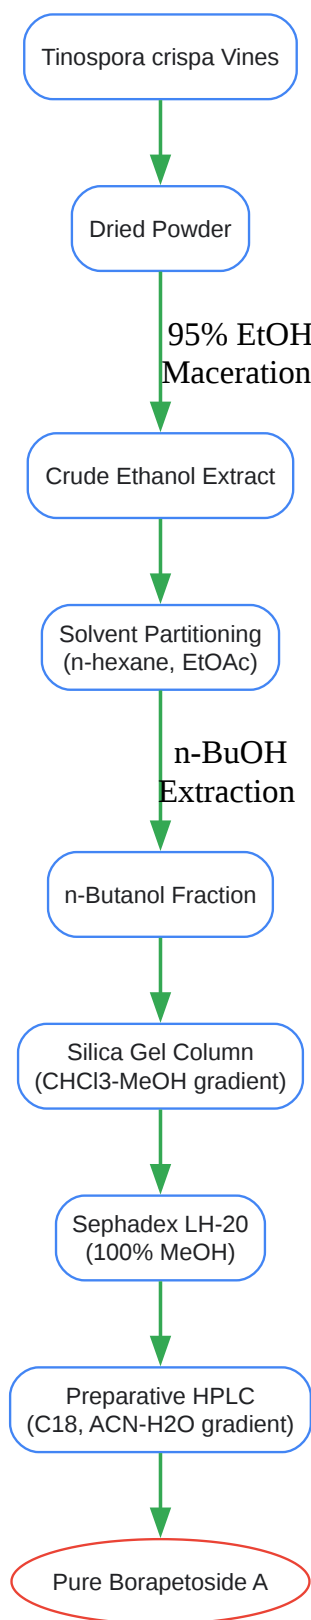 Tinospora crispa Vines
Dried Powder
95% EtOH
Maceration
Crude Ethanol Extract
Solvent Partitioning
(n-hexane, EtOAc)
n-BuOH
Extraction
n-Butanol Fraction
Silica Gel Column
(CHCl3-MeOH gradient)
Sephadex LH-20
(100% MeOH)
Preparative HPLC
(C18, ACN-H2O gradient)
Pure Borapetoside A